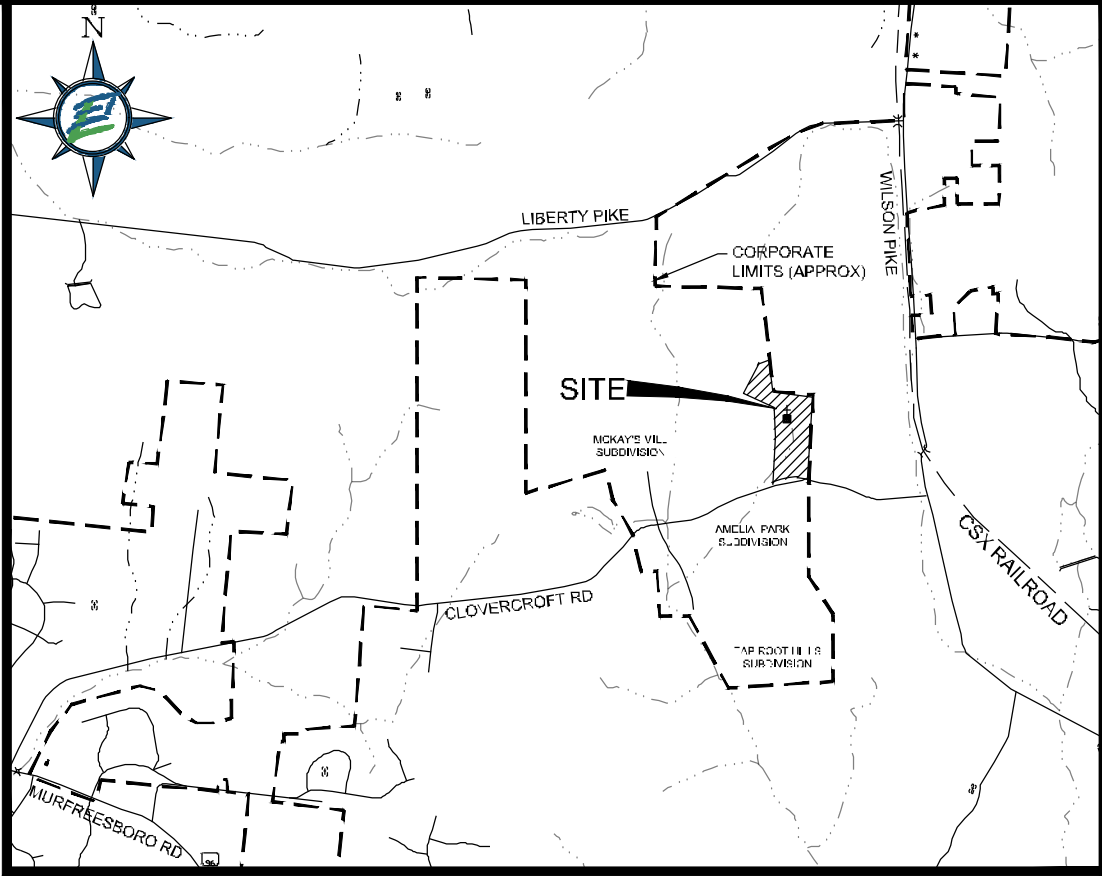 N
LIBERTY PIKE
WILSON PIKE
CORPORATE
LIMITS (APPROX)
SITE
MCKAY'S MILL
SUBDIVISION
AMELIA PARK
SUBDIVISION
CSX RAILROAD
CLOVERCROFT RD
SUBDIVISION
MURFREESBORO RD
96